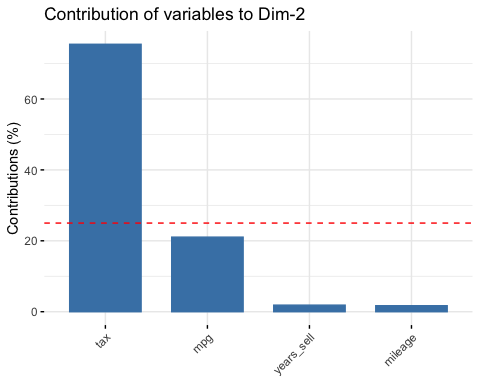 Contribution of variables to Dim-2
Contributions (%)
60
40
20
0
tax
mpg
years_sell
mileage